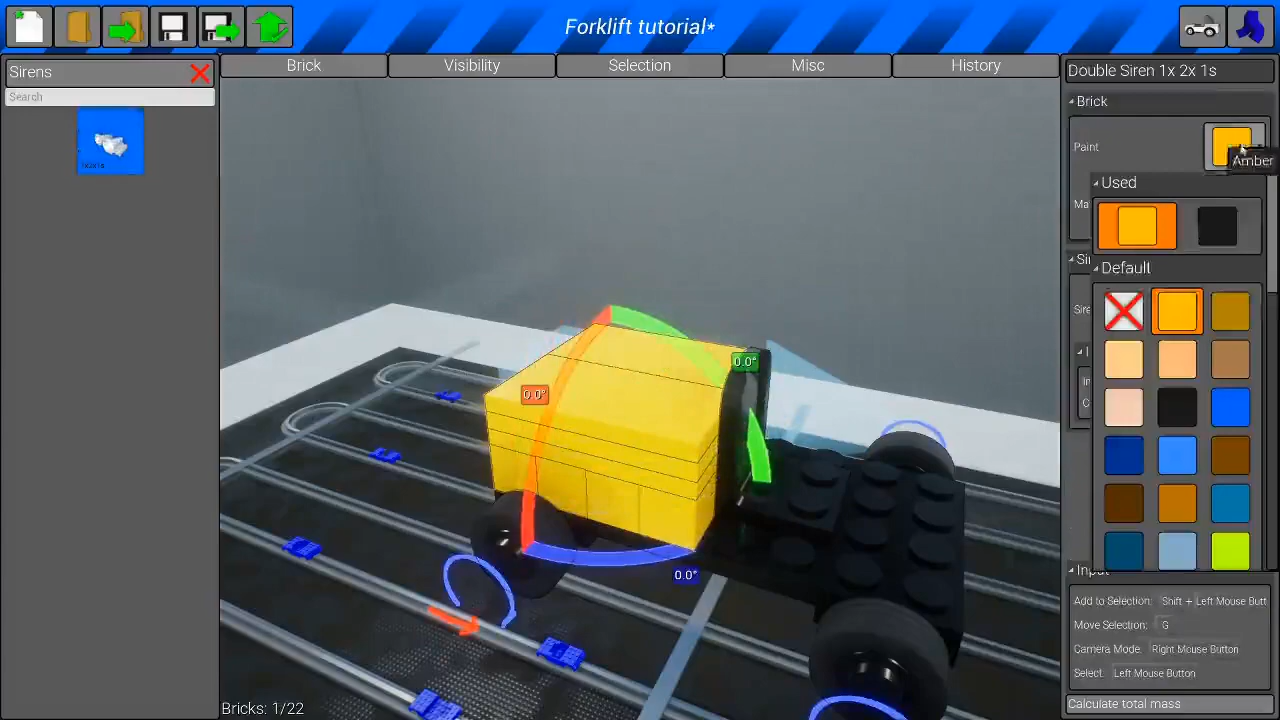 Forklift tutorial*
Sirens
Search
1x2x1s
Brick
Visibility
Selection
Misc
History
0.0°
0.0°
0.0°
Bricks: 1/22
Double Siren 1x 2x 1s
Brick
Paint
Amber
Used
Default
Input
Add to Selection: Shift + Left Mouse Butt
Move Selection: G
Camera Mode: Right Mouse Button
Select: Left Mouse Button
Calculate total mass